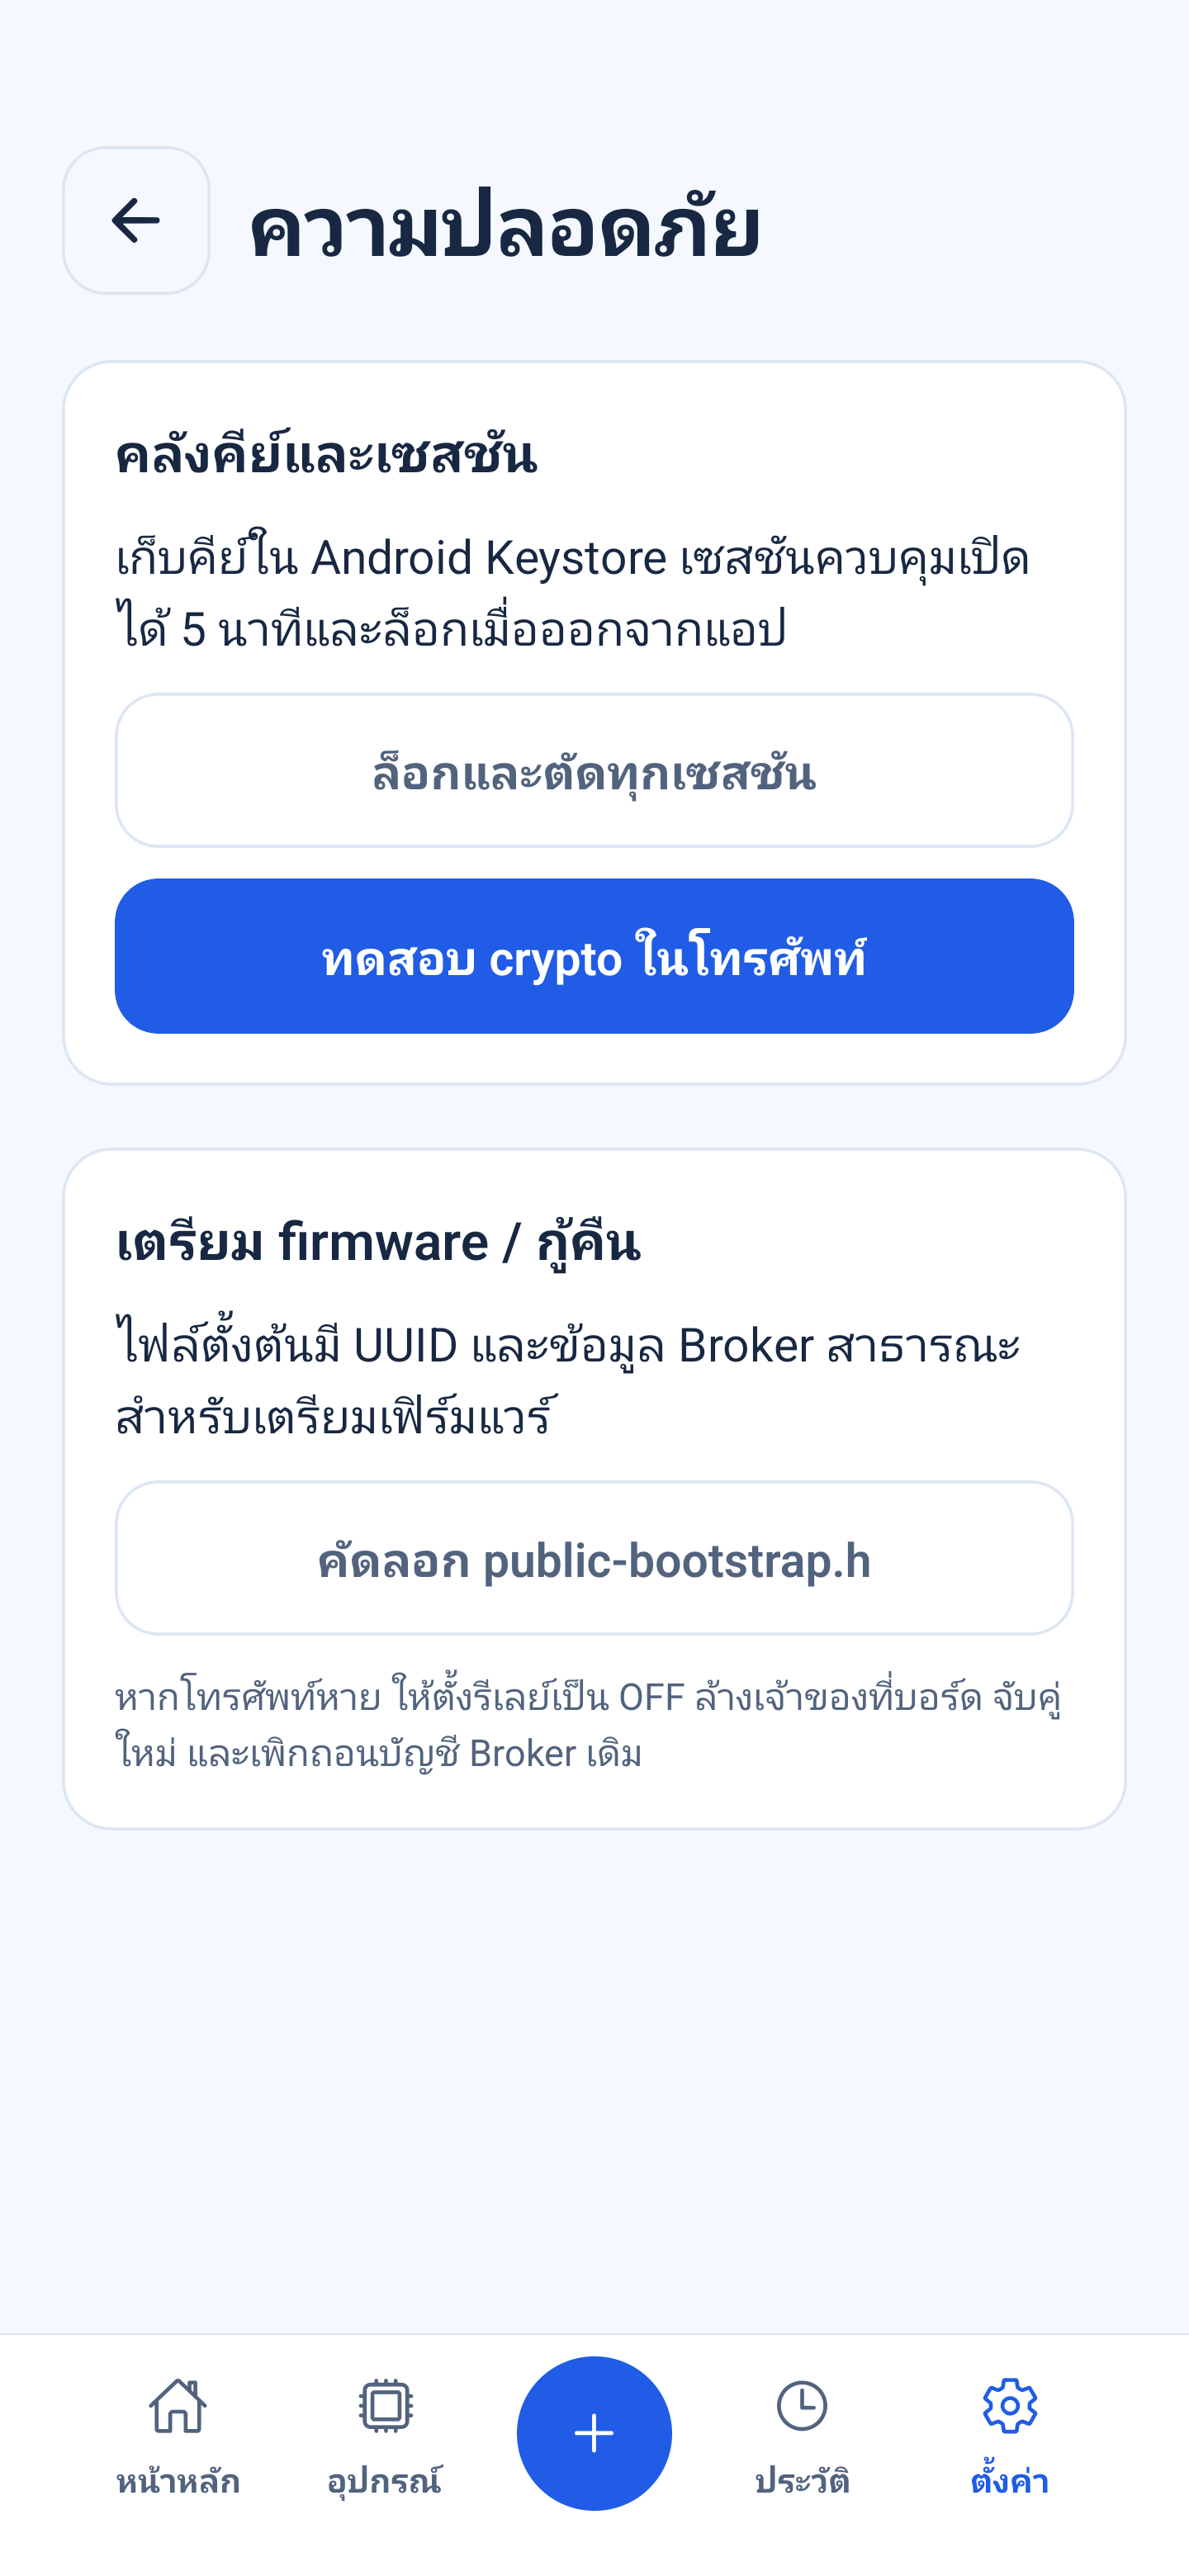 ความปลอดภัย
คลังคีย์และเซสชัน
เก็บคีย์ใน Android Keystore เซสชันควบคุมเปิด
ได้ 5 นาทีและล็อกเมื่อออกจากแอป
ล็อกและตัดทุกเซสชัน
ทดสอบ crypto ในโทรศัพท์
เตรียม firmware / กู้คืน
ไฟล์ตั้งต้นมี UUID และข้อมูล Broker สาธารณะ
สำหรับเตรียมเฟิร์มแวร์
คัดลอก public-bootstrap.h
หากโทรศัพท์หาย ให้ตั้งรีเลย์เป็น OFF ล้างเจ้าของที่บอร์ด จับคู่
ใหม่ และเพิกถอนบัญชี Broker เดิม
หน้าหลัก
อุปกรณ์
ประวัติ
ตั้งค่า